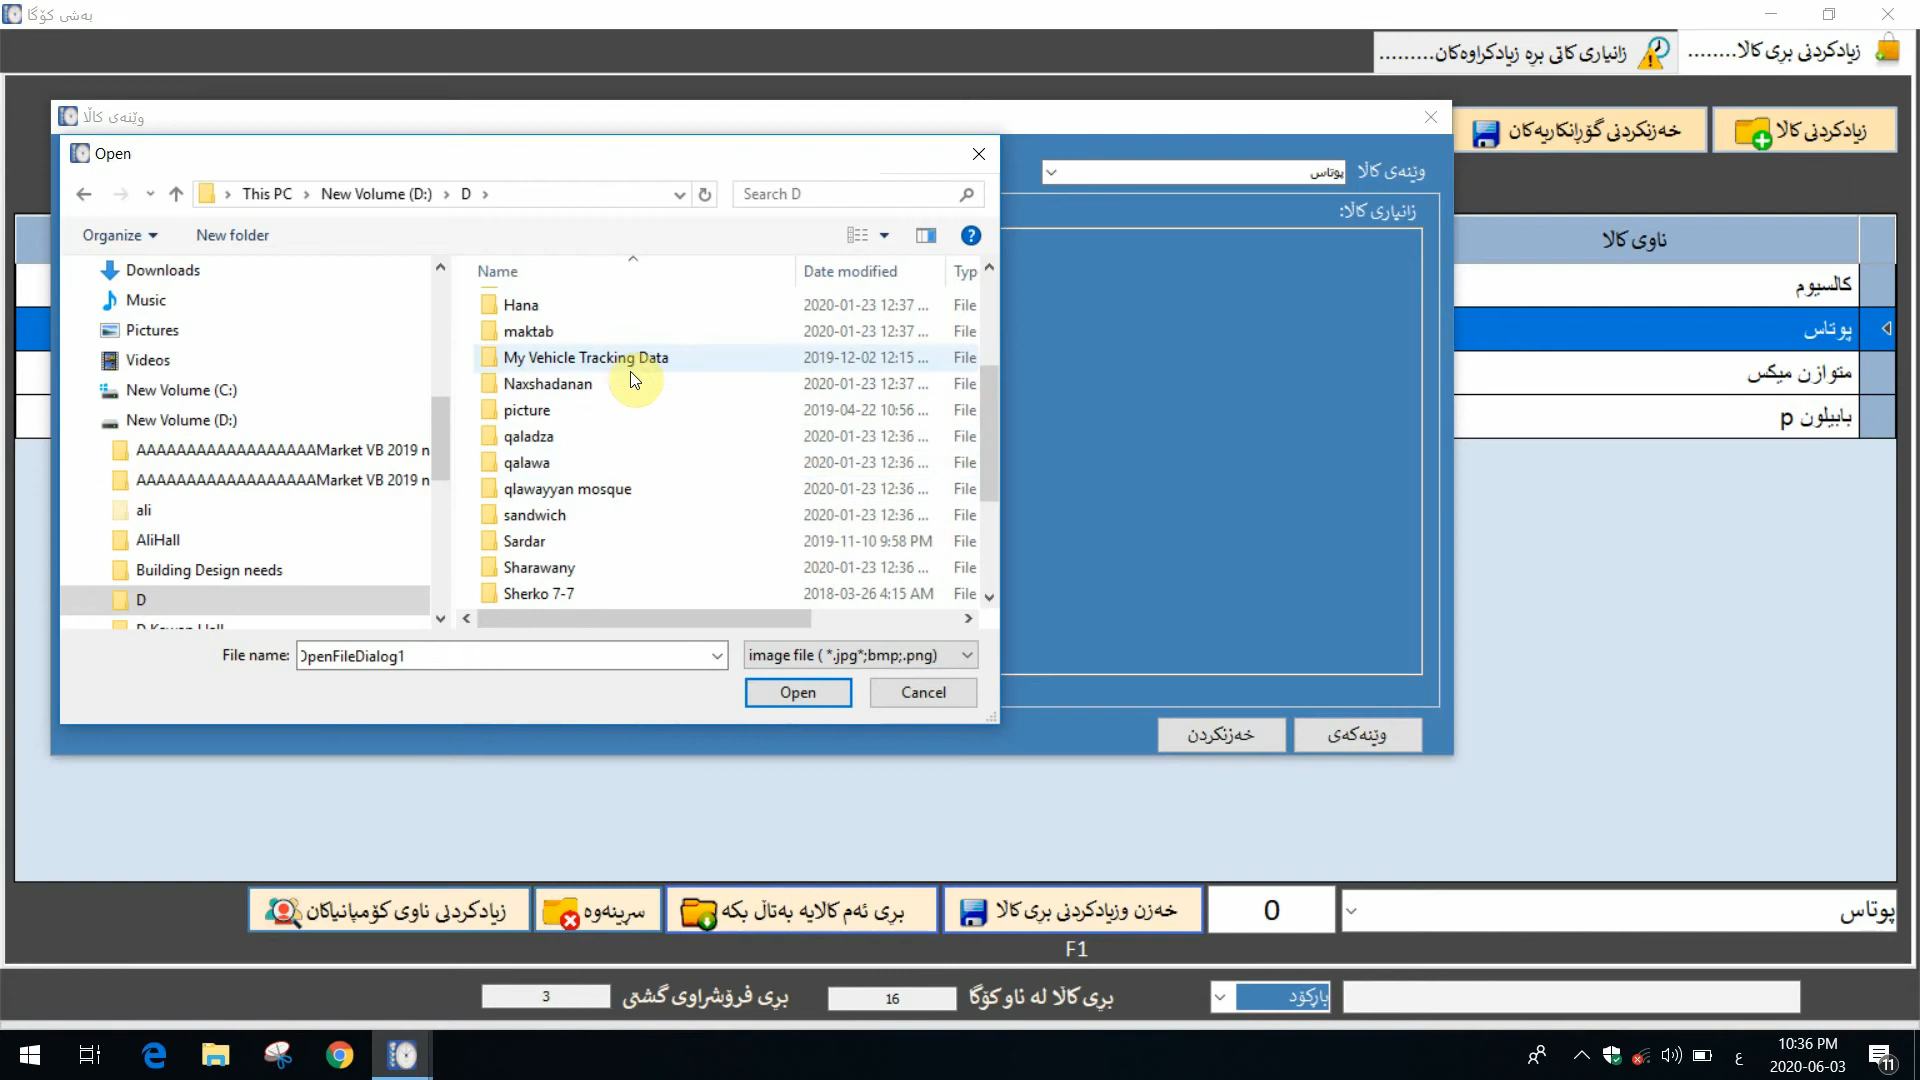 بەشی کۆگا
زیادکردنی بڕی کاڵا........
زانیاری کاتی بڕە زیادکراوەکان.........
وێنەی کاڵا
زیادکردنی کاڵا
خەزنکردنی گۆڕانکاریەکان
Open
This PC › New Volume (D:) › D ›
Search D
Organize
New folder
Downloads
Music
Pictures
Videos
New Volume (C:)
New Volume (D:)
AAAAAAAAAAAAAAAAAAMarket VB 2019 n
AAAAAAAAAAAAAAAAAAMarket VB 2019 n
ali
AliHall
Building Design needs
D
Name Date modified Typ
Hana 2020-01-23 12:37 ... File
maktab 2020-01-23 12:37 ... File
My Vehicle Tracking Data 2019-12-02 12:15 ... File
Naxshadanan 2020-01-23 12:37 ... File
picture 2019-04-22 10:56 ... File
qaladza 2020-01-23 12:36 ... File
qalawa 2020-01-23 12:36 ... File
qlawayyan mosque 2020-01-23 12:36 ... File
sandwich 2020-01-23 12:36 ... File
Sardar 2019-11-10 9:58 PM File
Sharawany 2020-01-23 12:36 ... File
Sherko 7-7 2018-03-26 4:15 AM File
File name: OpenFileDialog1
image file ( *.jpg*;bmp;.png)
Open
Cancel
وێنەی کاڵا
پوتاس
زانیاری کاڵا:
وێنەکەی
خەزنکردن
ناوی کاڵا
کالسیوم
پوتاس
متوازن میکس
بابیلون p
پوتاس
0
خەزن وزیادکردنی بڕی کاڵا
بڕی ئەم کاڵایە بەتاڵ بکە
سڕینەوە
زیادکردنی ناوی کۆمپانیاکان
F1
بارکۆد
بڕی کاڵا لە ناو کۆگا
16
بڕی فرۆشراوی گشتی
3
ع
10:36 PM
2020-06-03
11